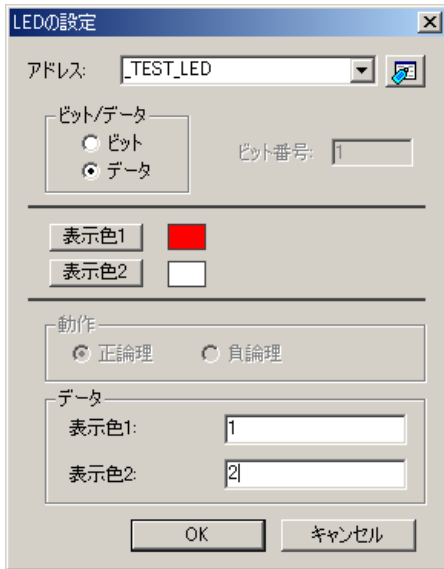 LEDの設定
アドレス: _TEST_LED
ビット/データ
ビット
データ
ビット番号: 1
表示色1
表示色2
動作
正論理 負論理
データ
表示色1: 1
表示色2: 2
OK キャンセル